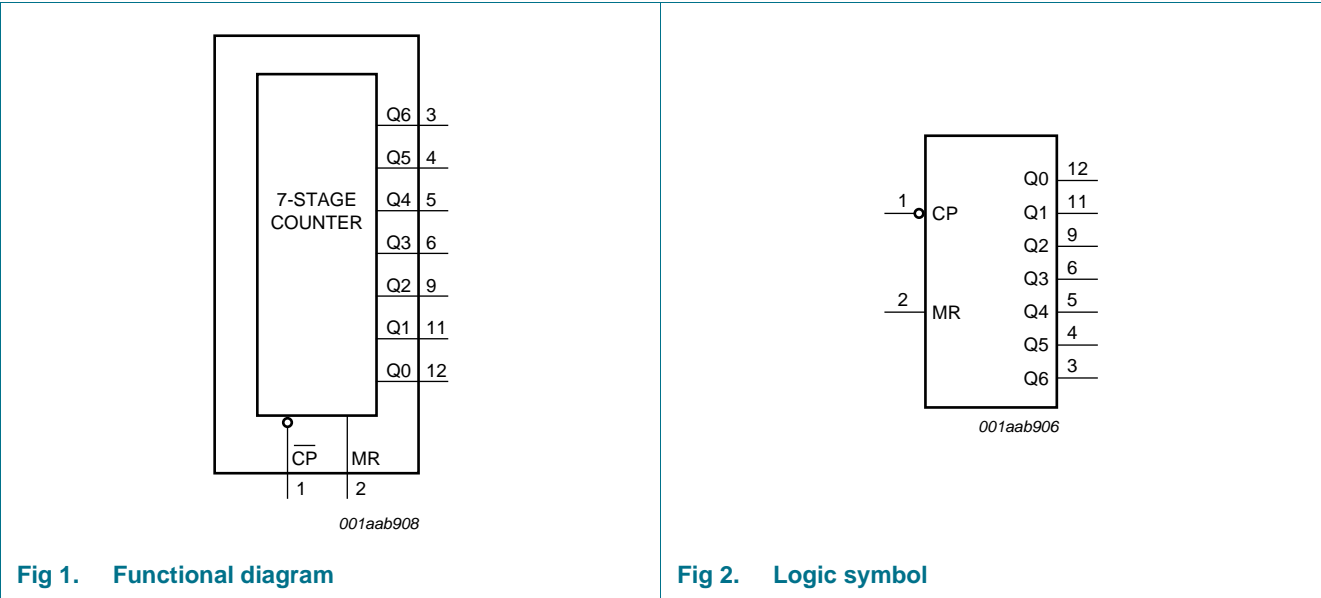 7-STAGE
COUNTER
Q6 3
Q5 4
Q4 5
Q3 6
Q2 9
Q1 11
Q0 12
C̅P̅ MR
1 2
001aab908
Fig 1. Functional diagram
1 CP
2 MR
Q0 12
Q1 11
Q2 9
Q3 6
Q4 5
Q5 4
Q6 3
001aab906
Fig 2. Logic symbol